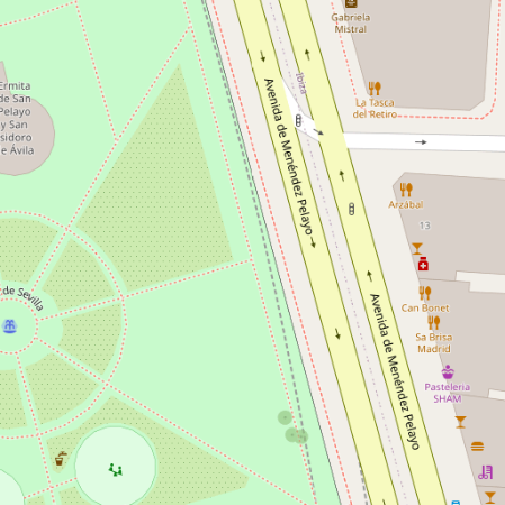 Gabriela
Mistral
Ibiza
La Tasca
del Retiro
Ermita
de San
Pelayo
y San
Isidoro
de Ávila
Avenida de Menéndez Pelayo
Arzábal
13
de Sevilla
Can Bonet
Avenida de Menéndez Pelayo
Sa Brisa
Madrid
Pastelería
SHAM